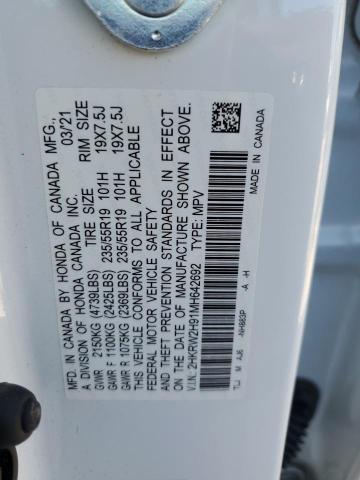 MFD. IN CANADA BY HONDA OF CANADA MFG.,
A DIVISION OF HONDA CANADA INC. 03/'21
TIRE SIZE RIM SIZE
GVWR 2150KG (4739LBS)
GAWR F 1100KG (2425LBS) 235/55R19 101H 19X7.5J
GAWR R 1075KG (2369LBS) 235/55R19 101H 19X7.5J
THIS VEHICLE CONFORMS TO ALL APPLICABLE
FEDERAL MOTOR VEHICLE SAFETY
AND THEFT PREVENTION STANDARDS IN EFFECT
ON THE DATE OF MANUFACTURE SHOWN ABOVE.
V.I.N.: 2HKRW2H91MH642692 TYPE: MPV
NH883P -A -H
MADE IN CANADA